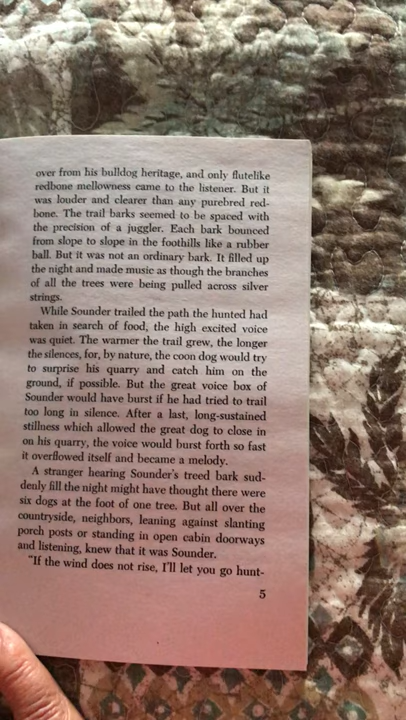 over from his bulldog heritage, and only flutelike
redbone mellowness came to the listener. But it
was louder and clearer than any purebred red-
bone. The trail barks seemed to be spaced with
the precision of a juggler. Each bark bounced
from slope to slope in the foothills like a rubber
ball. But it was not an ordinary bark. It filled up
the night and made music as though the branches
of all the trees were being pulled across silver
strings.
While Sounder trailed the path the hunted had
taken in search of food, the high excited voice
was quiet. The warmer the trail grew, the longer
the silences, for, by nature, the coon dog would try
to surprise his quarry and catch him on the
ground, if possible. But the great voice box of
Sounder would have burst if he had tried to trail
too long in silence. After a last, long-sustained
stillness which allowed the great dog to close in
on his quarry, the voice would burst forth so fast
it overflowed itself and became a melody.
A stranger hearing Sounder's treed bark sud-
denly fill the night might have thought there were
six dogs at the foot of one tree. But all over the
countryside, neighbors, leaning against slanting
porch posts or standing in open cabin doorways
and listening, knew that it was Sounder.
"If the wind does not rise, I'll let you go hunt-
5